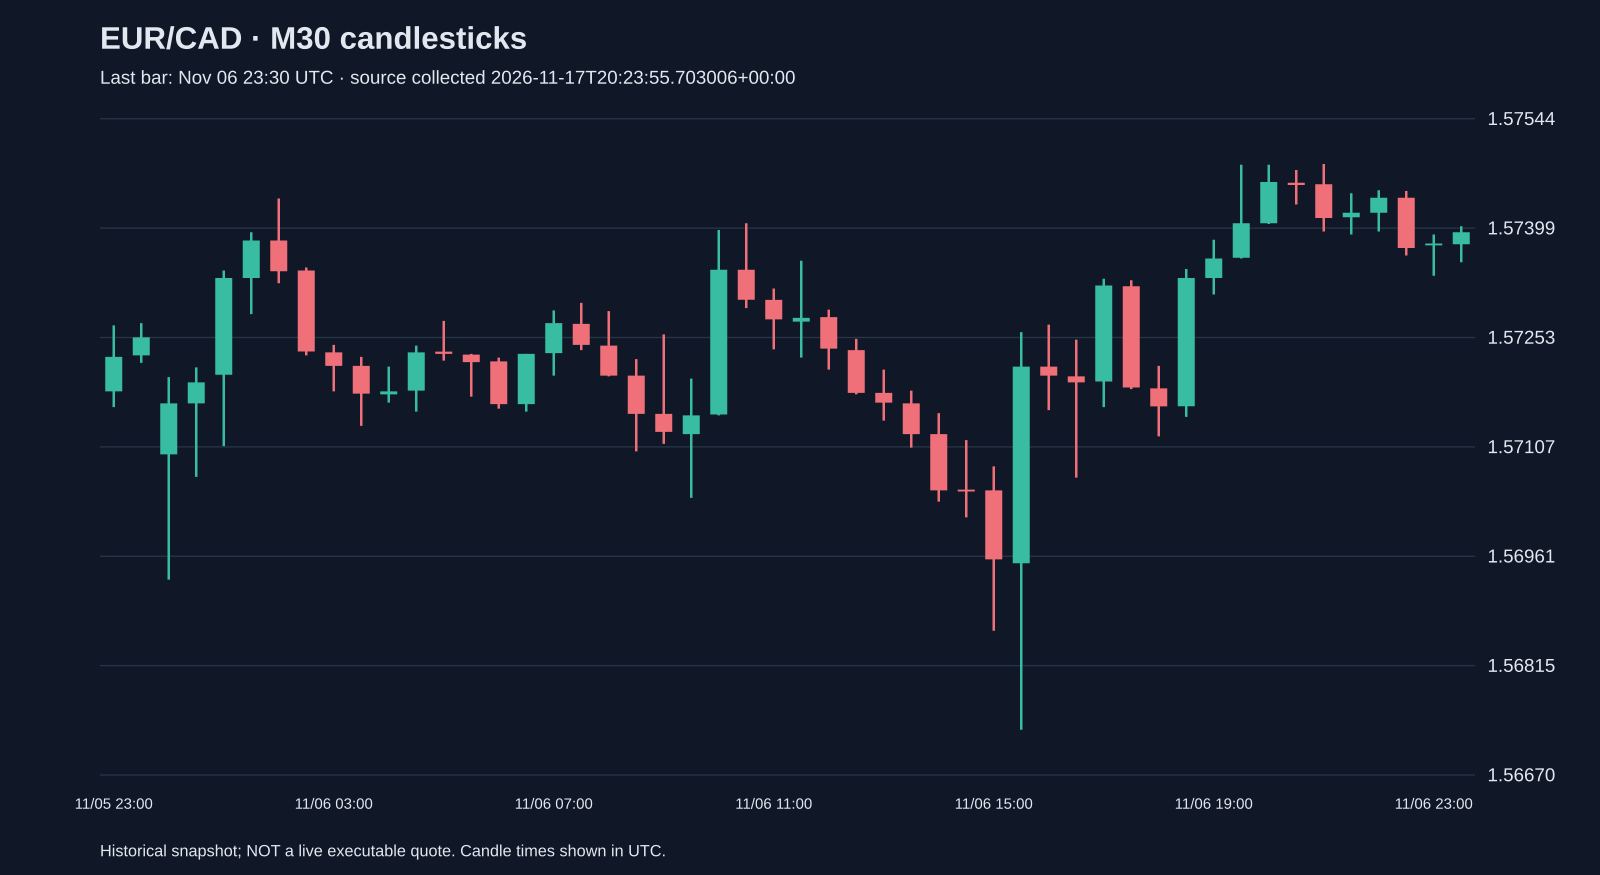 EUR/CAD · M30 candlesticks
Last bar: Nov 06 23:30 UTC · source collected 2026-11-17T20:23:55.703006+00:00
1.57544
1.57399
1.57253
1.57107
1.56961
1.56815
1.56670
11/05 23:00 11/06 03:00 11/06 07:00 11/06 11:00 11/06 15:00 11/06 19:00 11/06 23:00
Historical snapshot; NOT a live executable quote. Candle times shown in UTC.